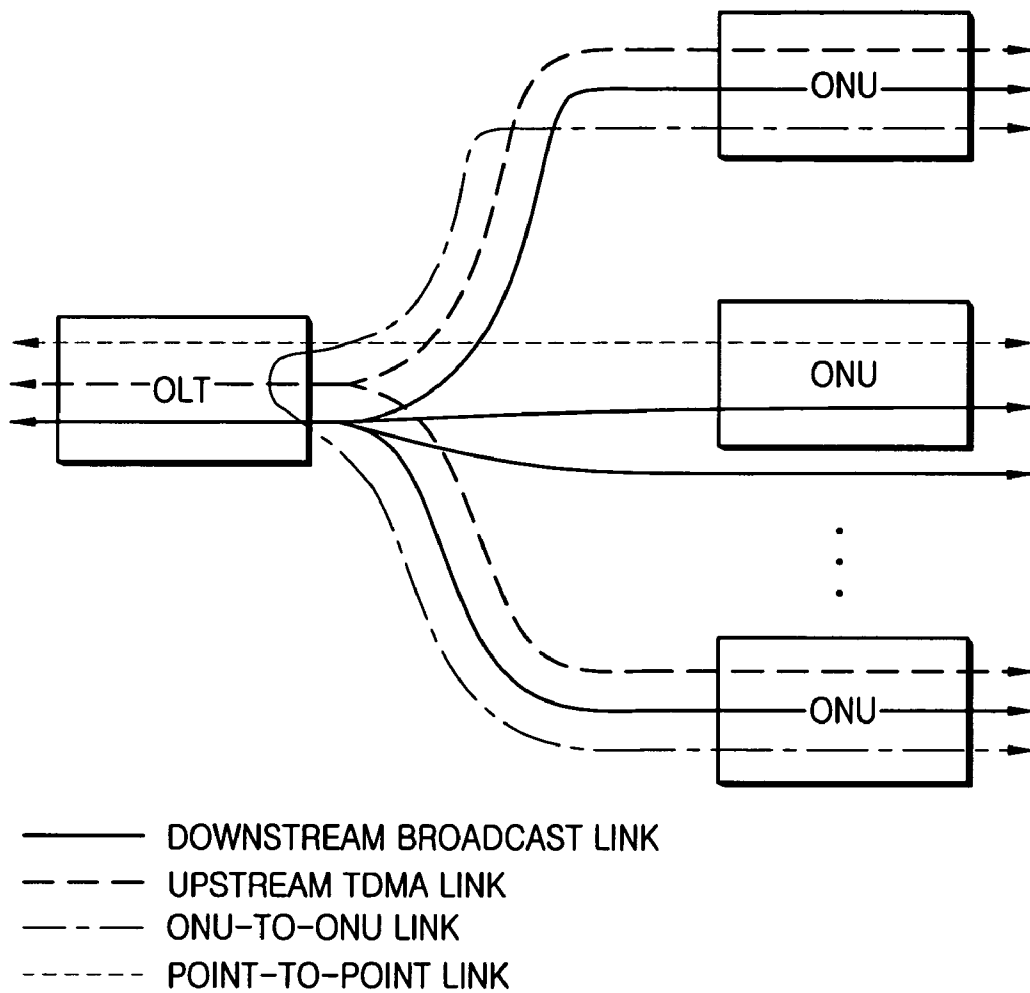 ONU
OLT
ONU
ONU
DOWNSTREAM BROADCAST LINK
UPSTREAM TDMA LINK
ONU-TO-ONU LINK
POINT-TO-POINT LINK